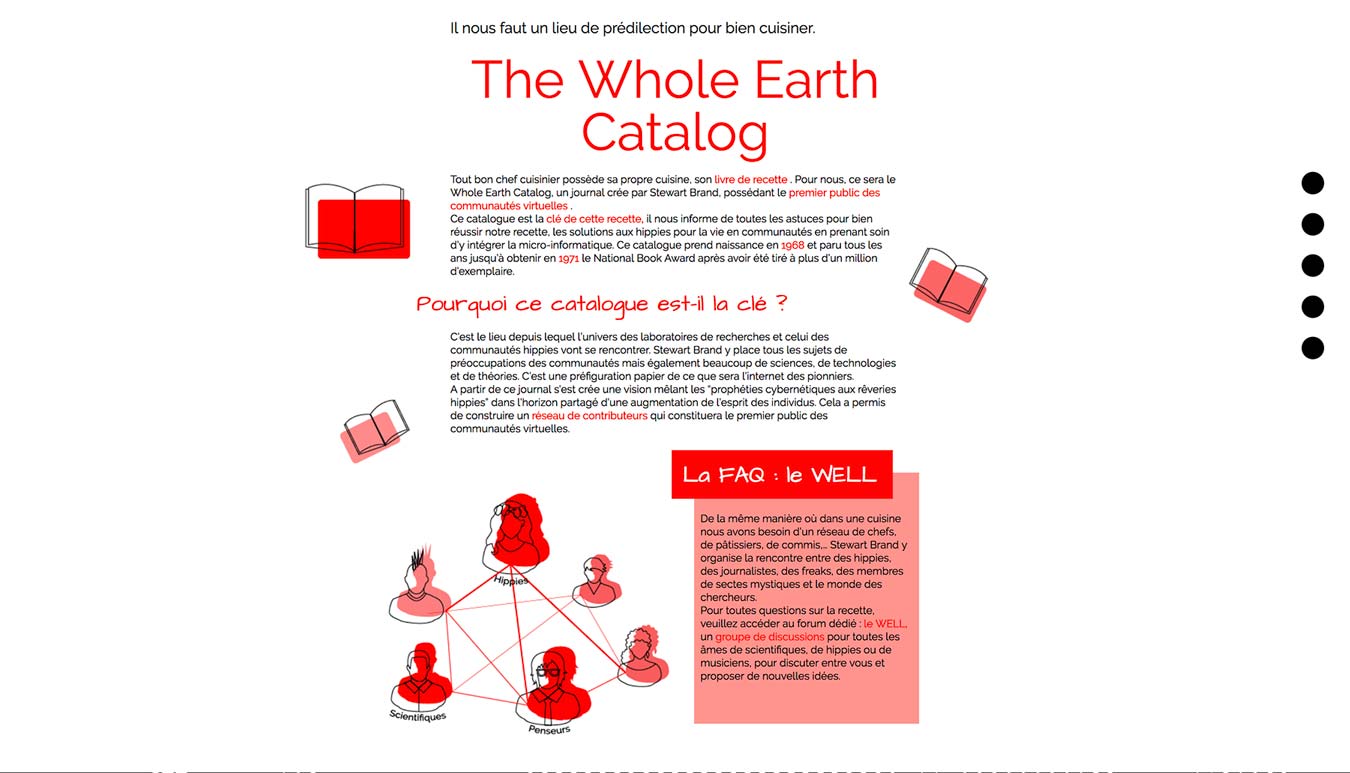 Il nous faut un lieu de prédilection pour bien cuisiner.
The Whole Earth
Catalog
Tout bon chef cuisinier possède sa propre cuisine, son livre de recette . Pour nous, ce sera le
Whole Earth Catalog, un journal crée par Stewart Brand, possédant le premier public des
communautés virtuelles .
Ce catalogue est la clé de cette recette, il nous informe de toutes les astuces pour bien
réussir notre recette, les solutions aux hippies pour la vie en communautés en prenant soin
d'y intégrer la micro-informatique. Ce catalogue prend naissance en 1968 et paru tous les
ans jusqu'à obtenir en 1971 le National Book Award après avoir été tiré à plus d'un million
d'exemplaire.
Pourquoi ce catalogue est-il la clé ?
C'est le lieu depuis lequel l'univers des laboratoires de recherches et celui des
communautés hippies vont se rencontrer. Stewart Brand y place tous les sujets de
préoccupations des communautés mais également beaucoup de sciences, de technologies
et de théories. C'est une préfiguration papier de ce que sera l'internet des pionniers.
A partir de ce journal s'est crée une vision mêlant les "prophéties cybernétiques aux rêveries
hippies" dans l'horizon partagé d'une augmentation de l'esprit des individus. Cela a permis
de construire un réseau de contributeurs qui constituera le premier public des
communautés virtuelles.
La FAQ : le WELL
De la même manière où dans une cuisine
nous avons besoin d'un réseau de chefs,
de pâtissiers, de commis,... Stewart Brand y
organise la rencontre entre des hippies,
des journalistes, des freaks, des membres
de sectes mystiques et le monde des
chercheurs.
Pour toutes questions sur la recette,
veuillez accéder au forum dédié : le WELL,
un groupe de discussions pour toutes les
âmes de scientifiques, de hippies ou de
musiciens, pour discuter entre vous et
proposer de nouvelles idées.
Hippies
Scientifiques
Penseurs